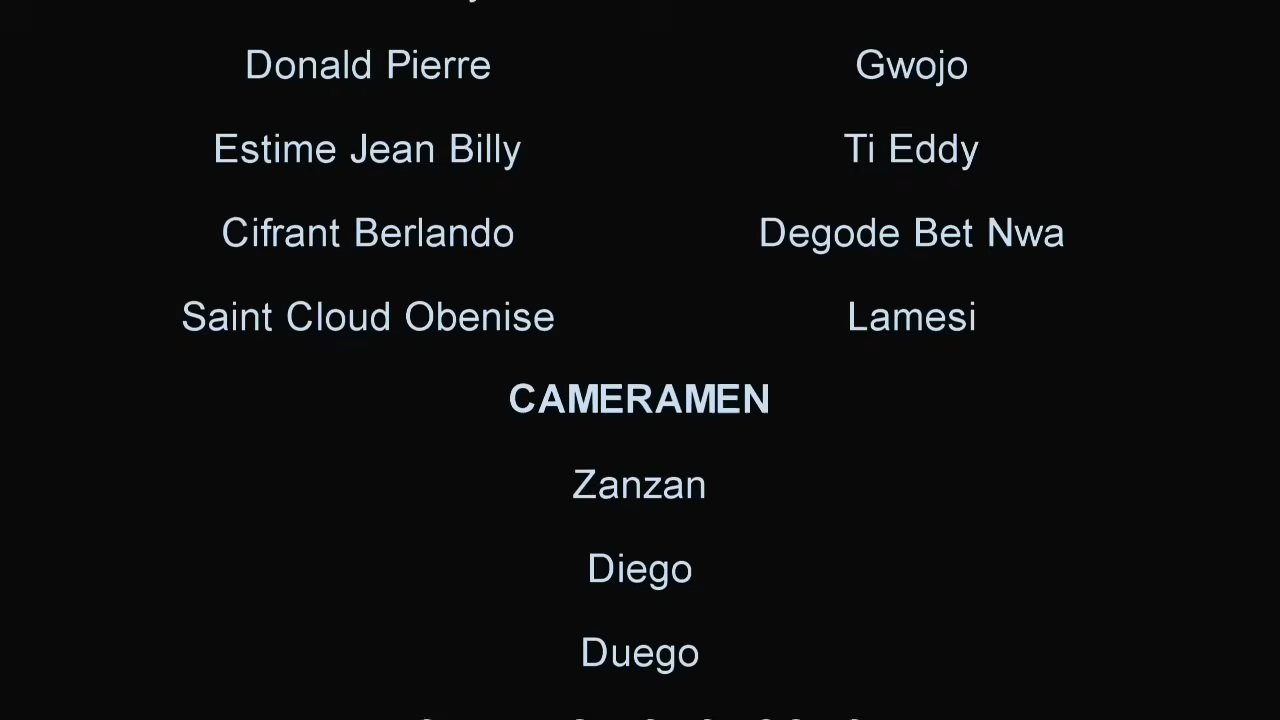 Donald Pierre Gwojo
Estime Jean Billy Ti Eddy
Cifrant Berlando Degode Bet Nwa
Saint Cloud Obenise Lamesi
CAMERAMEN
Zanzan
Diego
Duego